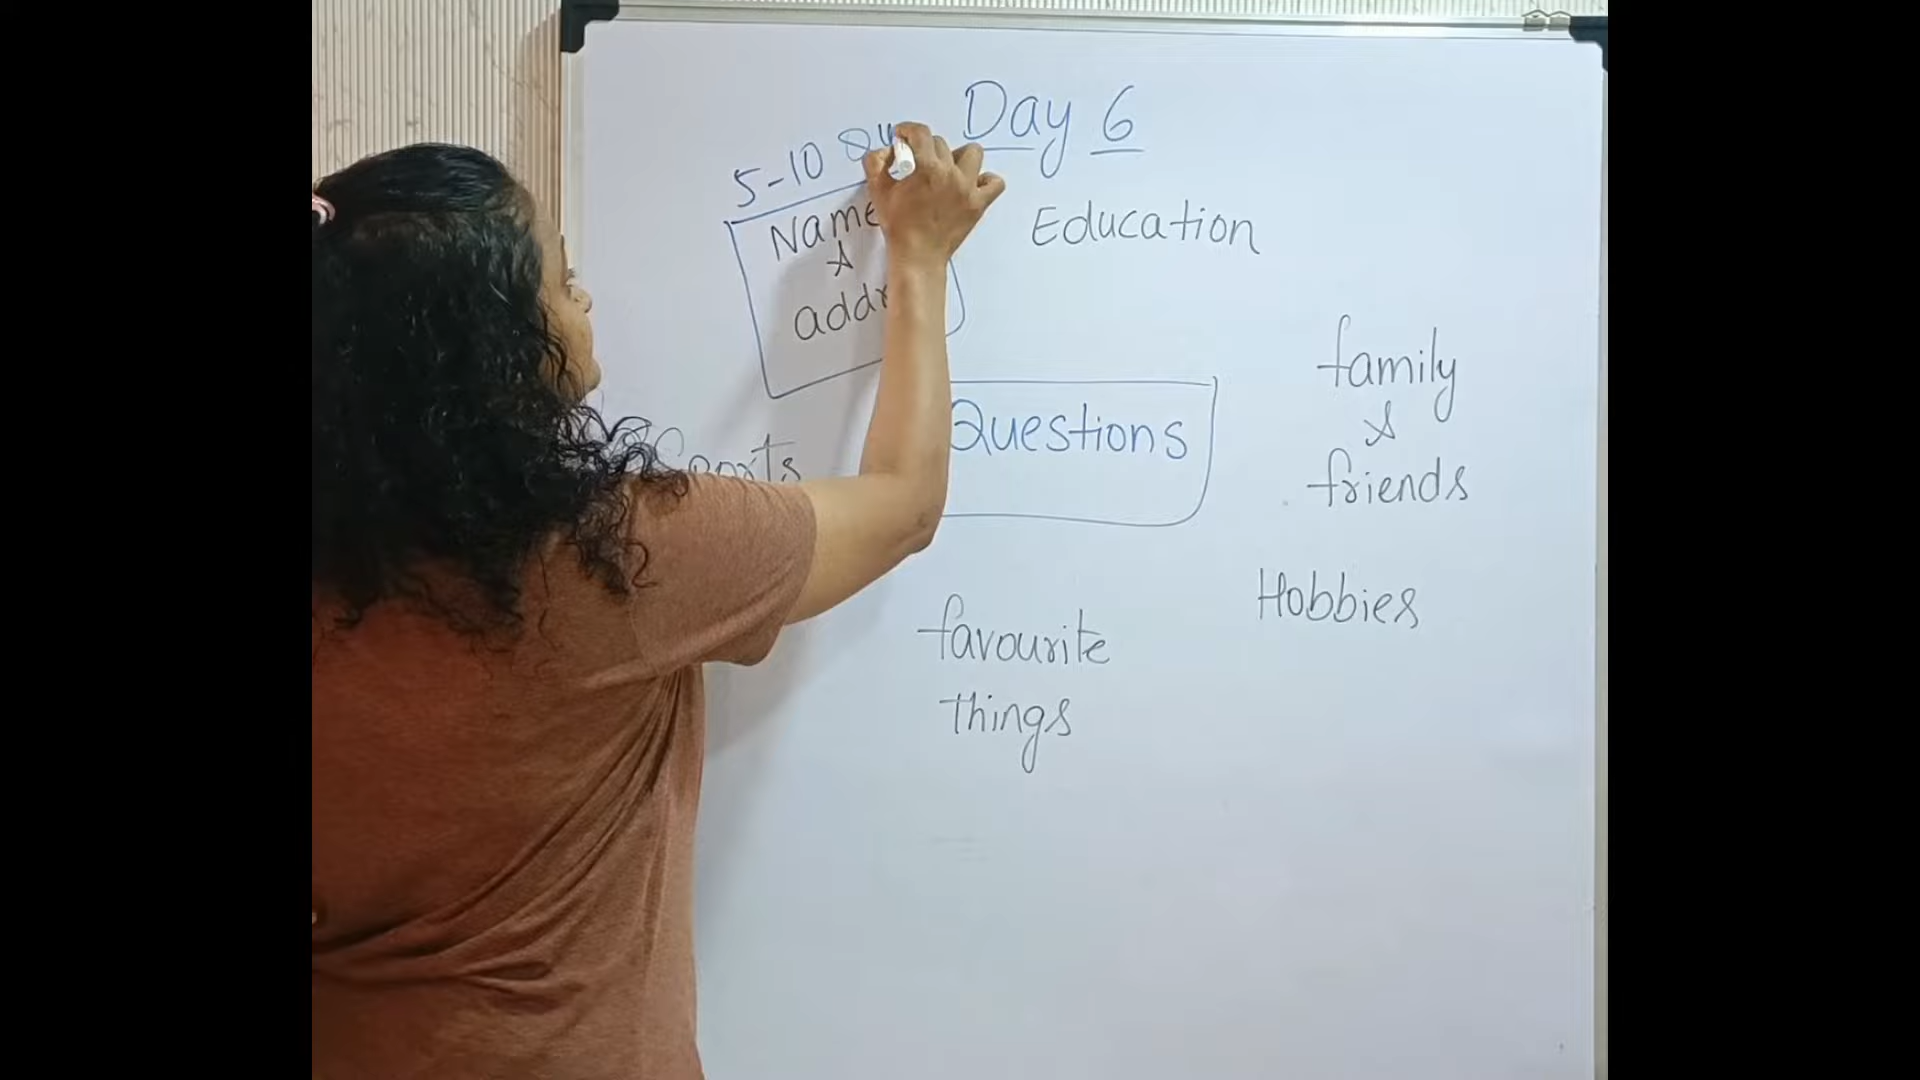 Day 6
5-10
Name
&
Education
family
&
friends
Questions
Hobbies
favourite
things